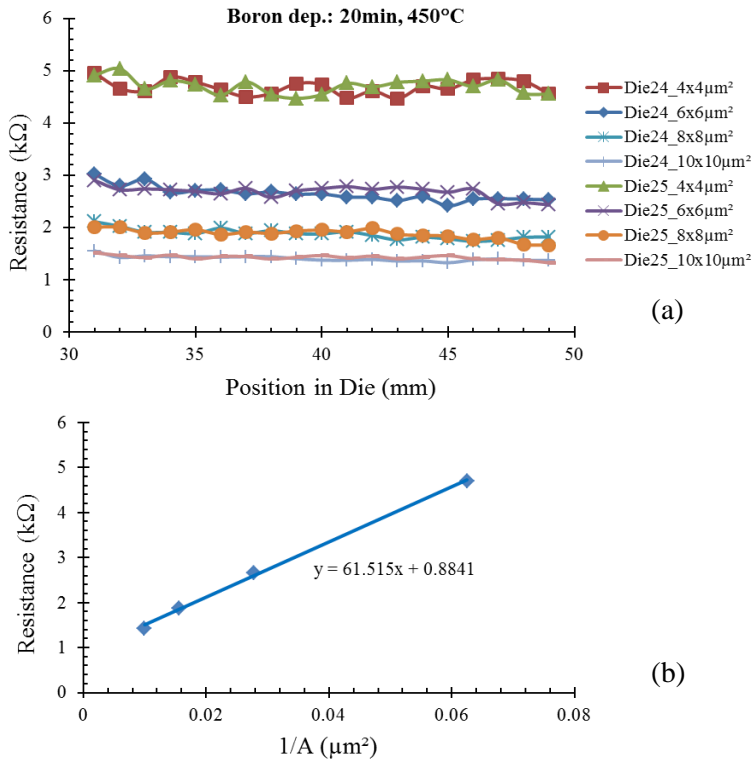 Boron dep.: 20min, 450°C
6
5
4
3
2
1
0
Resistance (kΩ)
30
35
40
45
50
Position in Die (mm)
Die24_4x4µm²
Die24_6x6µm²
Die24_8x8µm²
Die24_10x10µm²
Die25_4x4µm²
Die25_6x6µm²
Die25_8x8µm²
Die25_10x10µm²
(a)
6
5
4
3
2
1
0
Resistance (kΩ)
y = 61.515x + 0.8841
0
0.02
0.04
0.06
0.08
1/A (µm²)
(b)